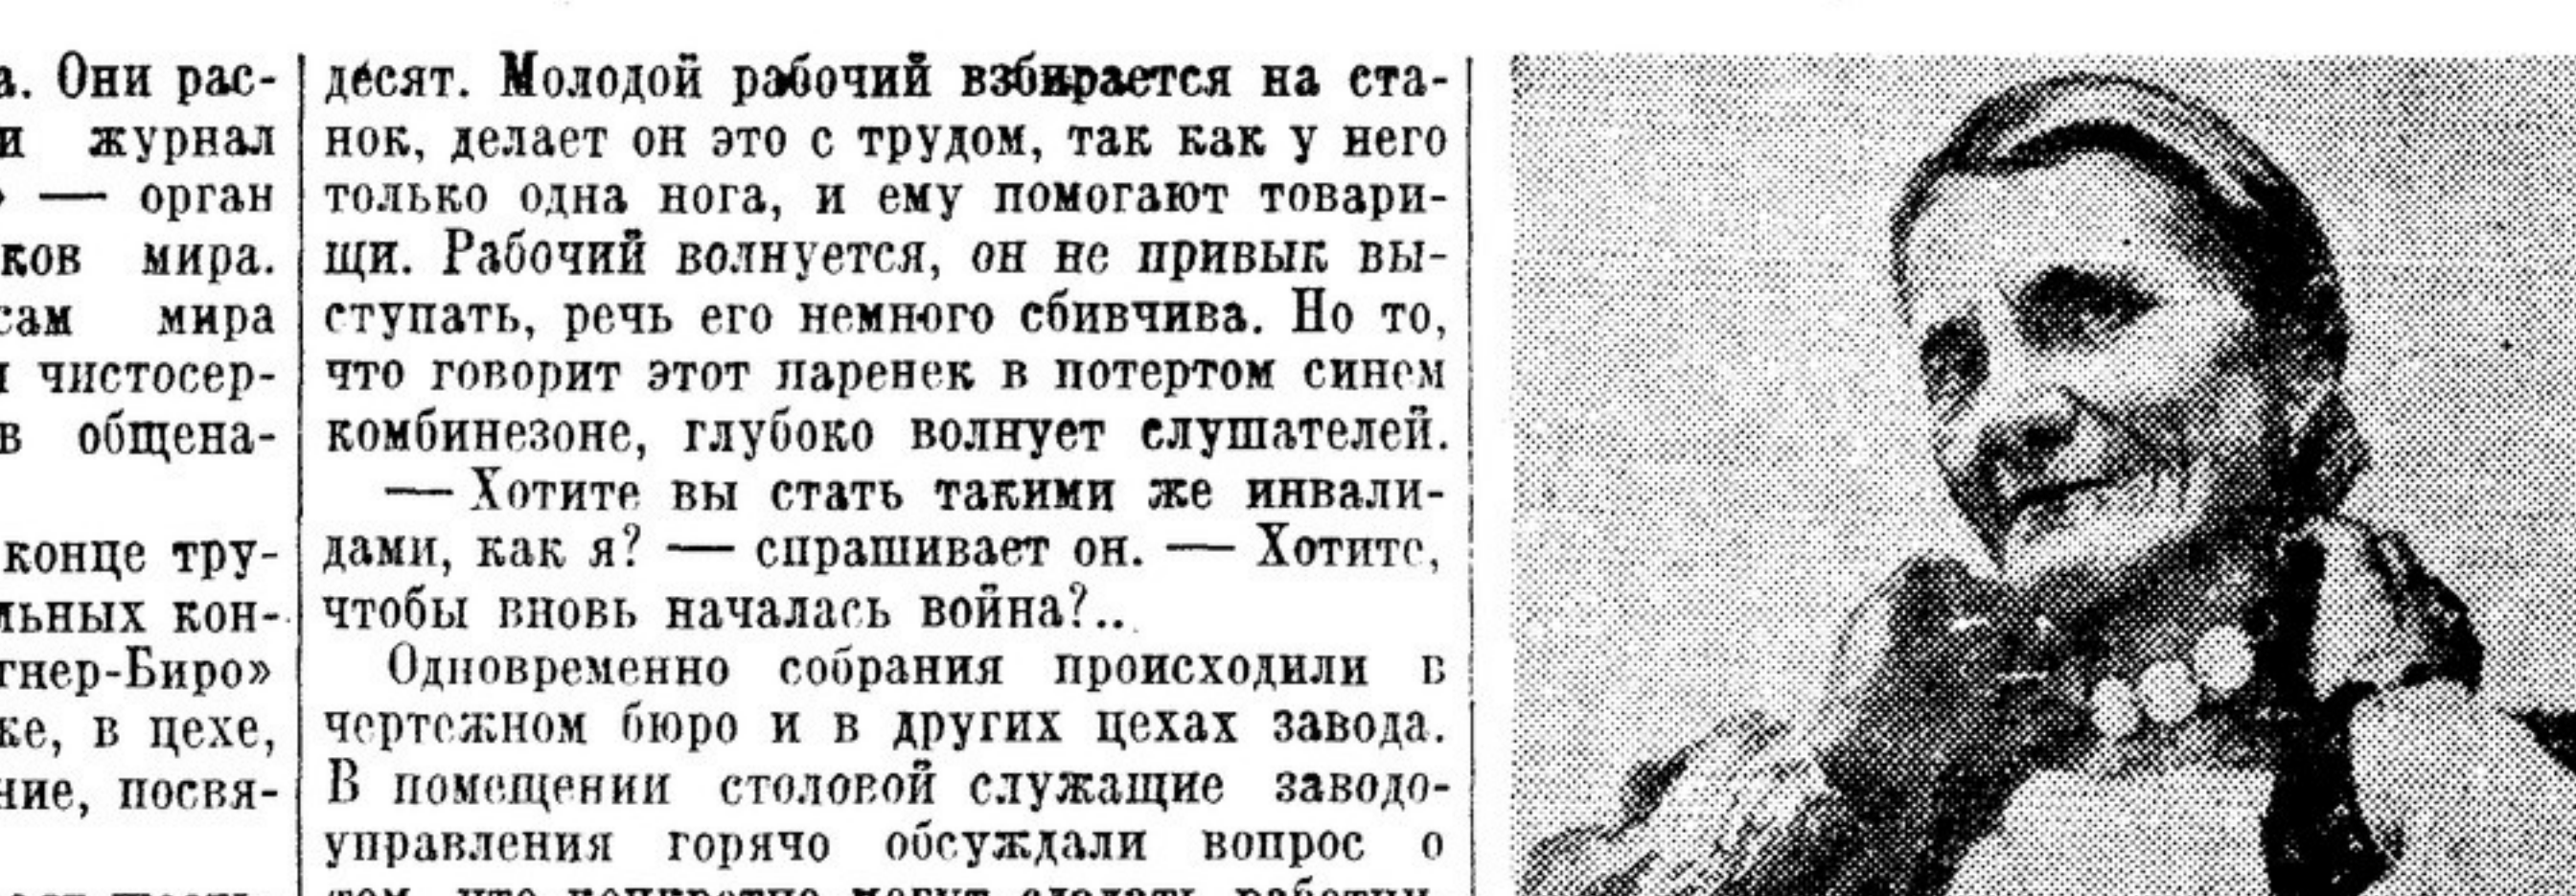 а. Они рас-
и журнал
» — орган
ков мира.
сам мира
чистосер-
в общена-
конце тру-
льных кон-
гнер-Биро»
ке, в цехе,
ние, посвя-
десят. Молодой рабочий взбирается на ста-
нок, делает он это с трудом, так как у него
только одна нога, и ему помогают товари-
щи. Рабочий волнуется, он не привык вы-
ступать, речь его немного сбивчива. Но то,
что говорит этот паренек в потертом синем
комбинезоне, глубоко волнует слушателей.
— Хотите вы стать такими же инвали-
дами, как я? — спрашивает он. — Хотите,
чтобы вновь началась война?..
Одновременно собрания происходили в
чертежном бюро и в других цехах завода.
В помещении столовой служащие заводо-
управления горячо обсуждали вопрос о